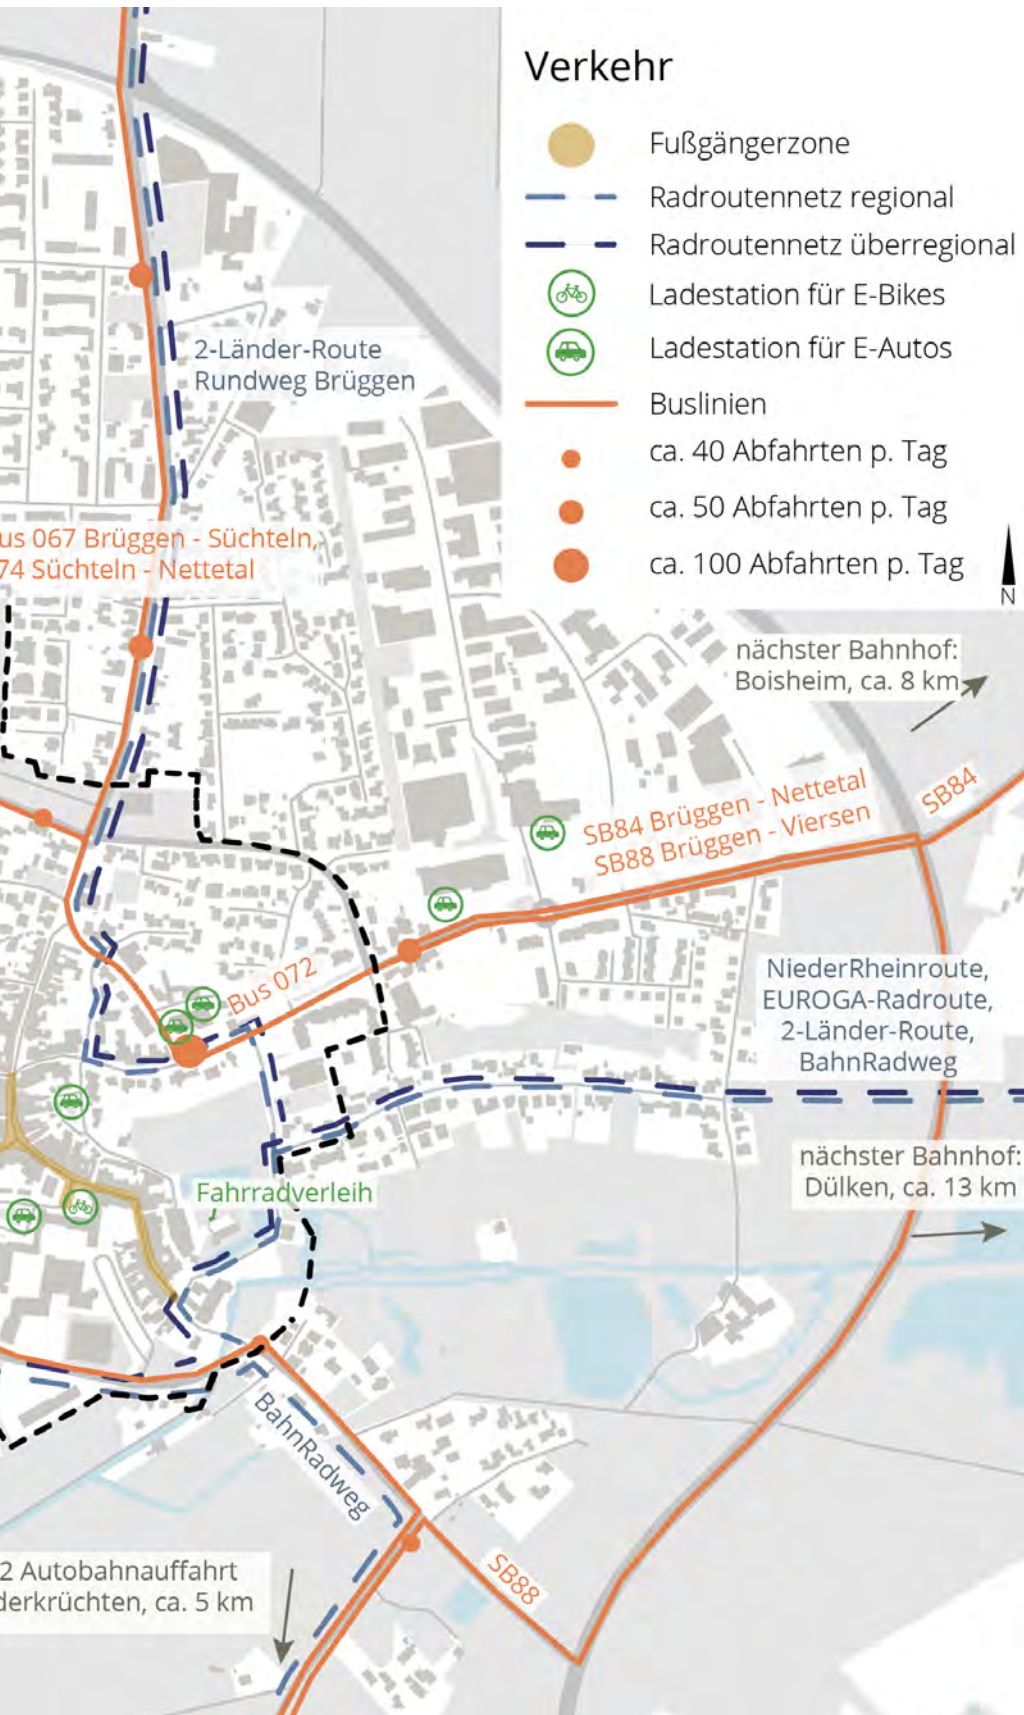 Verkehr
Fußgängerzone
Radroutennetz regional
Radroutennetz überregional
Ladestation für E-Bikes
Ladestation für E-Autos
Buslinien
ca. 40 Abfahrten p. Tag
ca. 50 Abfahrten p. Tag
ca. 100 Abfahrten p. Tag
N
2-Länder-Route
Rundweg Brüggen
us 067 Brüggen - Süchteln,
74 Süchteln - Nettetal
nächster Bahnhof:
Boisheim, ca. 8 km
SB84 Brüggen - Nettetal
SB88 Brüggen - Viersen
SB84
Bus 072
NiederRheinroute,
EUROGA-Radroute,
2-Länder-Route,
BahnRadweg
nächster Bahnhof:
Dülken, ca. 13 km
Fahrradverleih
BahnRadweg
SB88
2 Autobahnauffahrt
derkrüchten, ca. 5 km